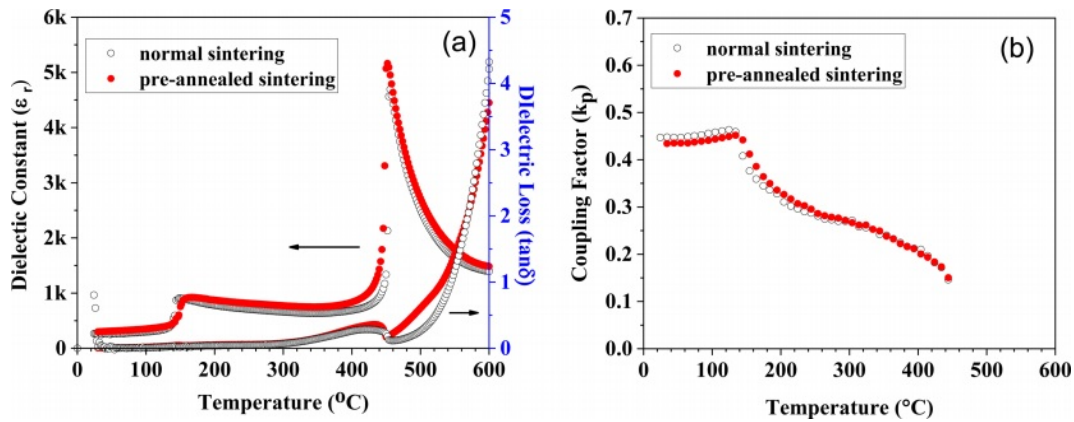 (a)
normal sintering
pre-annealed sintering
6k
5k
4k
3k
2k
1k
0
Dielectic Constant (ε r)
5
4
3
2
1
0
DIelectric Loss (tanδ)
0 100 200 300 400 500 600
Temperature (ºC)
(b)
normal sintering
pre-annealed sintering
0.7
0.6
0.5
0.4
0.3
0.2
0.1
0.0
Coupling Factor (kp)
0 100 200 300 400 500 600
Temperature (°C)